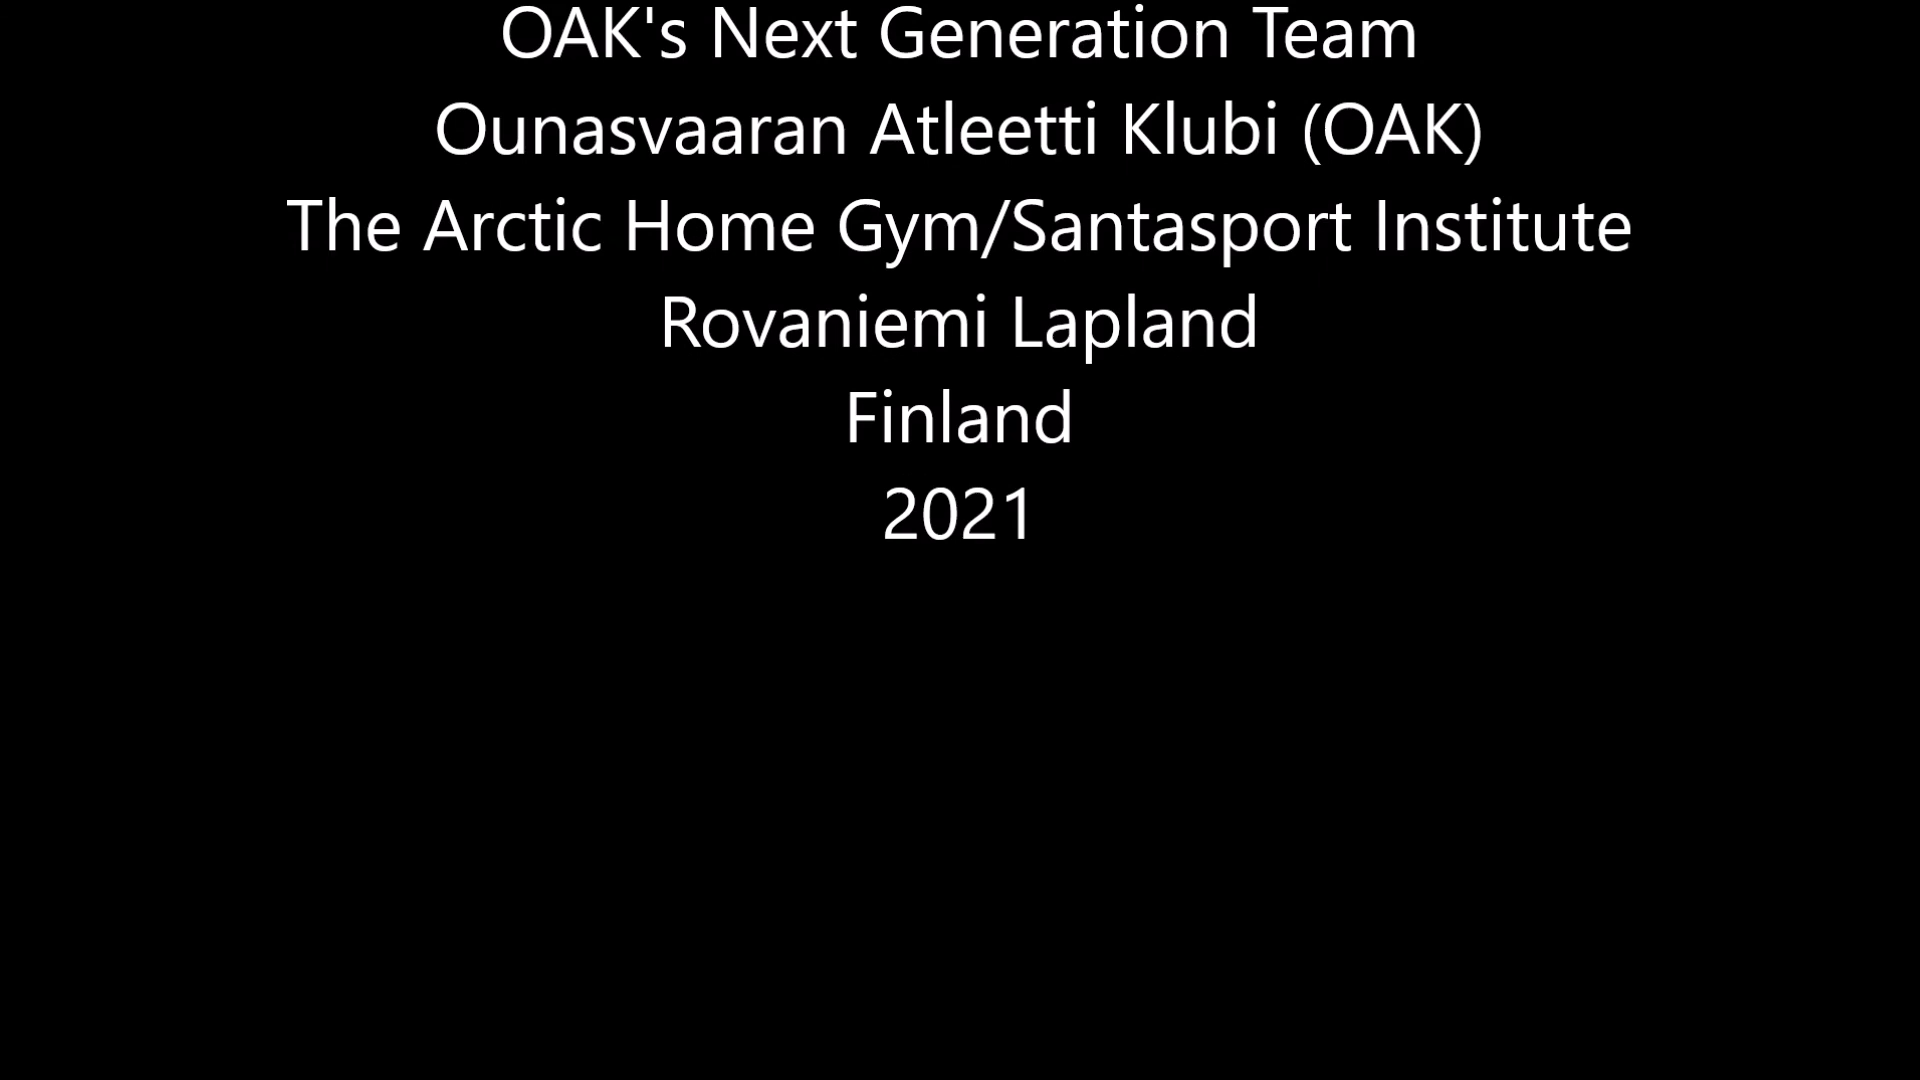 OAK's Next Generation Team
Ounasvaaran Atleetti Klubi (OAK)
The Arctic Home Gym/Santasport Institute
Rovaniemi Lapland
Finland
2021